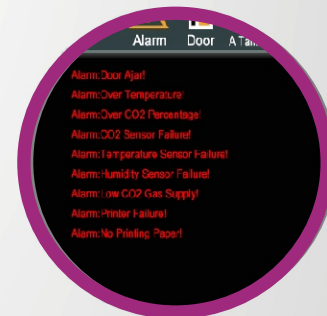 Alarm Door A Tan
Alarm:Door Ajar!
Alarm:Over Temperature!
Alarm:Over CO2 Percentage!
Alarm:CO2 Sensor Failure!
Alarm:Temperature Sensor Failure!
Alarm:Humidity Sensor Failure!
Alarm:Low CO2 Gas Supply!
Alarm:Printer Failure!
Alarm:No Printing Paper!